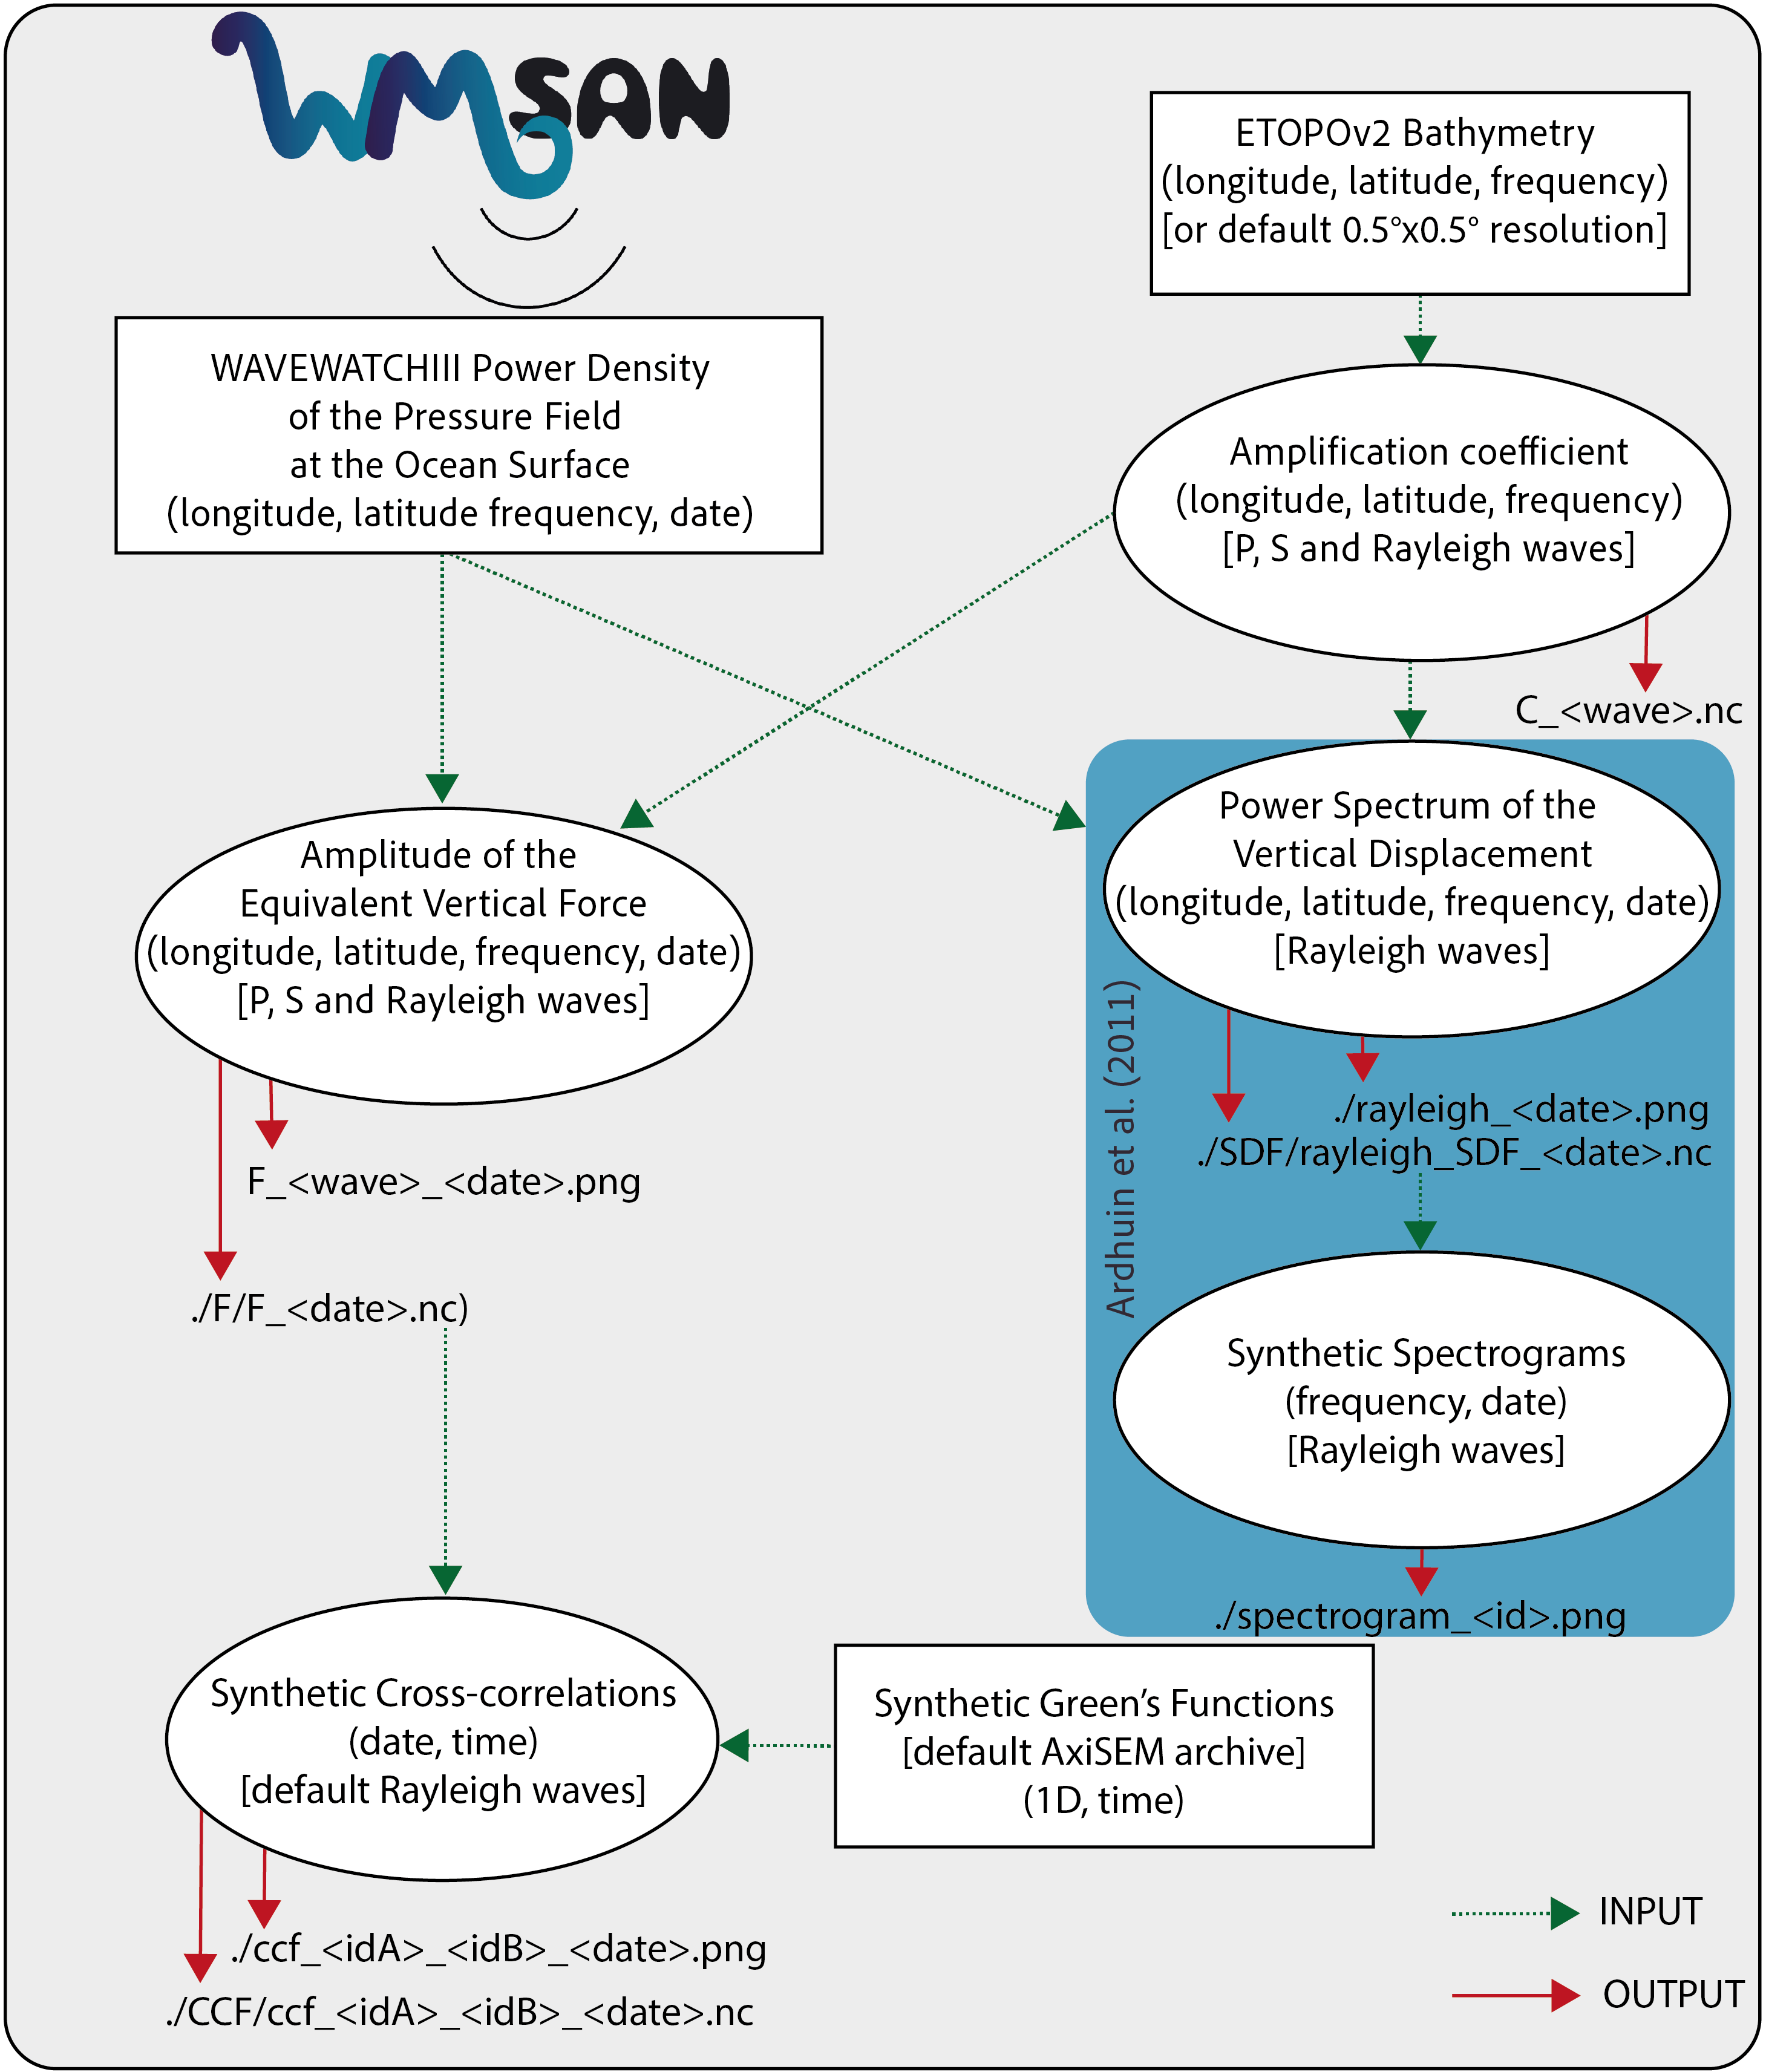 WMSAN
ETOPOv2 Bathymetry
(longitude, latitude, frequency)
[or default 0.5°x0.5° resolution]
WAVEWATCHIII Power Density
of the Pressure Field
at the Ocean Surface
(longitude, latitude frequency, date)
Amplification coefficient
(longitude, latitude, frequency)
[P, S and Rayleigh waves]
C_<wave>.nc
Amplitude of the
Equivalent Vertical Force
(longitude, latitude, frequency, date)
[P, S and Rayleigh waves]
F_<wave>_<date>.png
./F/F_<date>.nc)
Ardhuin et al. (2011)
Power Spectrum of the
Vertical Displacement
(longitude, latitude, frequency, date)
[Rayleigh waves]
./rayleigh_<date>.png
./SDF/rayleigh_SDF_<date>.nc
Synthetic Spectrograms
(frequency, date)
[Rayleigh waves]
./spectrogram_<id>.png
Synthetic Cross-correlations
(date, time)
[default Rayleigh waves]
Synthetic Green's Functions
[default AxiSEM archive]
(1D, time)
./ccf_<idA>_<idB>_<date>.png
./CCF/ccf_<idA>_<idB>_<date>.nc
INPUT
OUTPUT